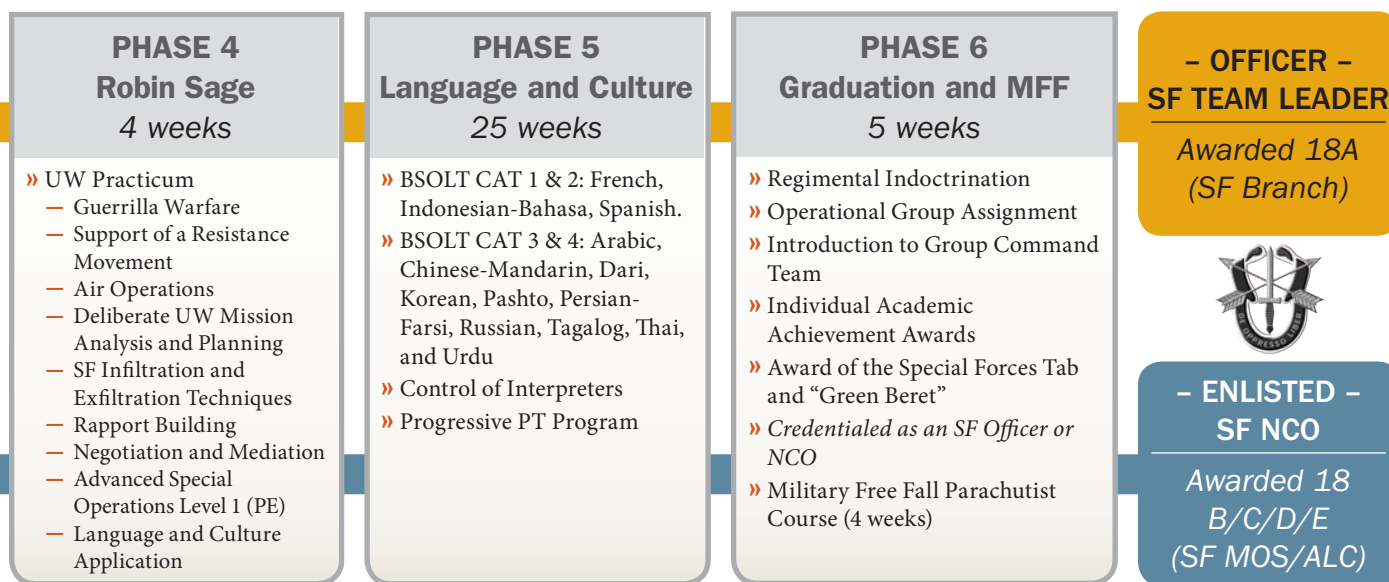 PHASE 4
Robin Sage
4 weeks
» UW Practicum
— Guerrilla Warfare
— Support of a Resistance
Movement
— Air Operations
— Deliberate UW Mission
Analysis and Planning
— SF Infiltration and
Exfiltration Techniques
— Rapport Building
— Negotiation and Mediation
— Advanced Special
Operations Level 1 (PE)
— Language and Culture
Application
PHASE 5
Language and Culture
25 weeks
» BSOLT CAT 1 & 2: French,
Indonesian-Bahasa, Spanish.
» BSOLT CAT 3 & 4: Arabic,
Chinese-Mandarin, Dari,
Korean, Pashto, Persian-
Farsi, Russian, Tagalog, Thai,
and Urdu
» Control of Interpreters
» Progressive PT Program
PHASE 6
Graduation and MFF
5 weeks
» Regimental Indoctrination
» Operational Group Assignment
» Introduction to Group Command
Team
» Individual Academic
Achievement Awards
» Award of the Special Forces Tab
and “Green Beret”
» Credentialed as an SF Officer or
NCO
» Military Free Fall Parachutist
Course (4 weeks)
– OFFICER –
SF TEAM LEADER
Awarded 18A
(SF Branch)
DE OPPRESSO LIBER
– ENLISTED –
SF NCO
Awarded 18
B/C/D/E
(SF MOS/ALC)